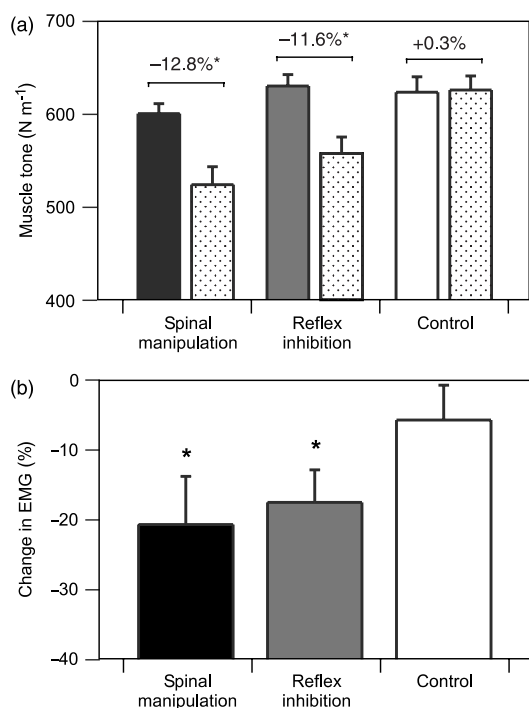 (a)
700
600
500
400
Muscle tone (N m⁻¹)
−12.8%*
−11.6%*
+0.3%
Spinal
manipulation
Reflex
inhibition
Control
(b)
0
−10
−20
−30
−40
Change in EMG (%)
*
*
Spinal
manipulation
Reflex
inhibition
Control